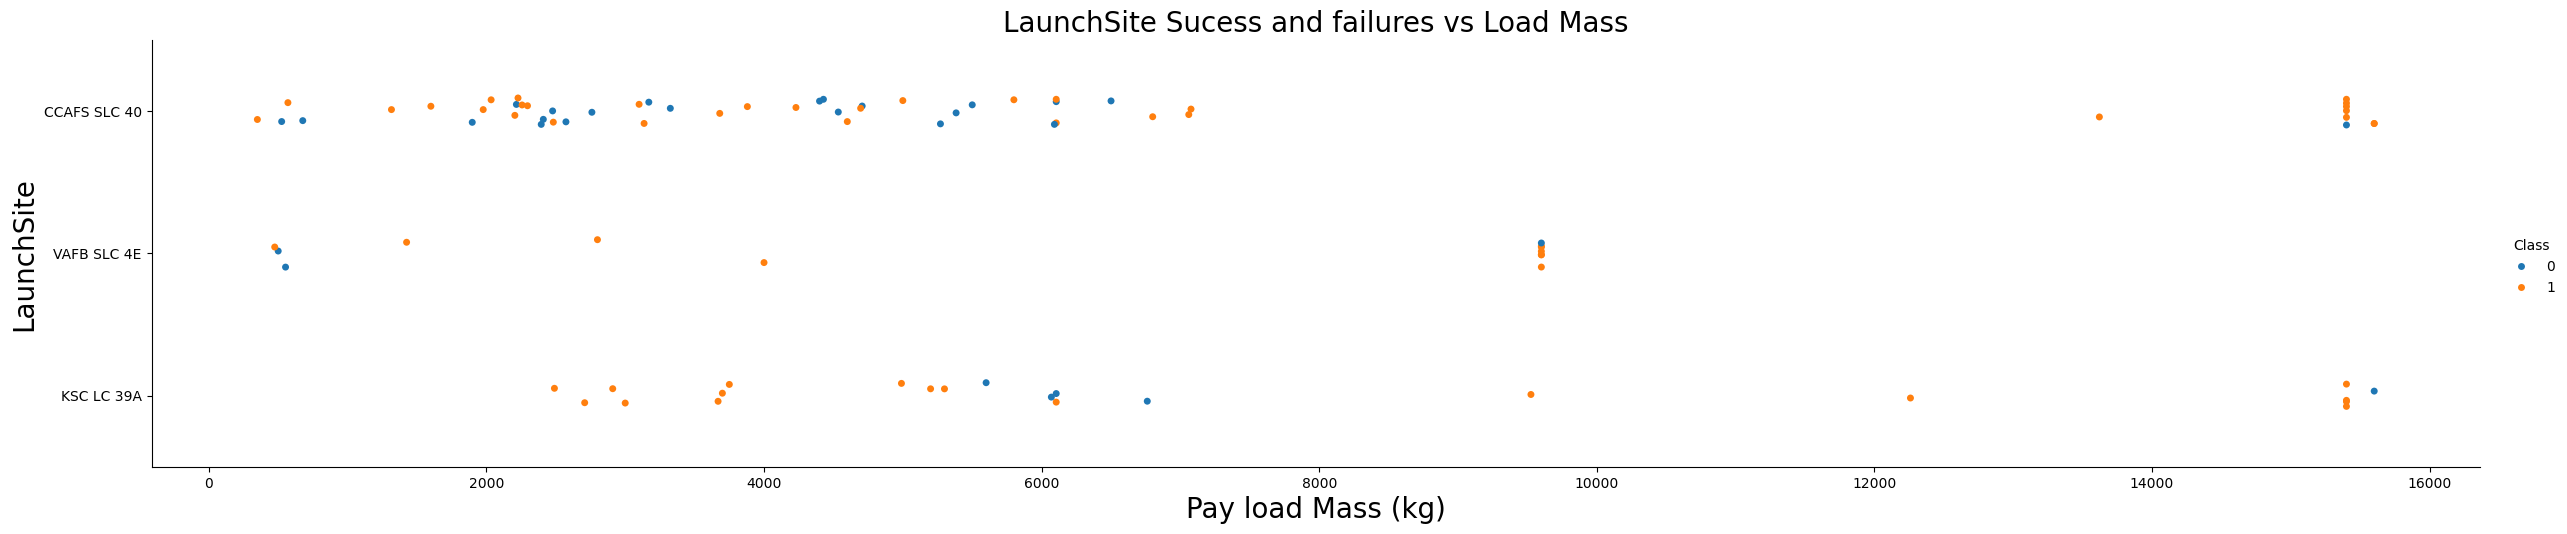 LaunchSite Sucess and failures vs Load Mass
LaunchSite
CCAFS SLC 40
VAFB SLC 4E
KSC LC 39A
Class
0
1
0 2000 4000 6000 8000 10000 12000 14000 16000
Pay load Mass (kg)